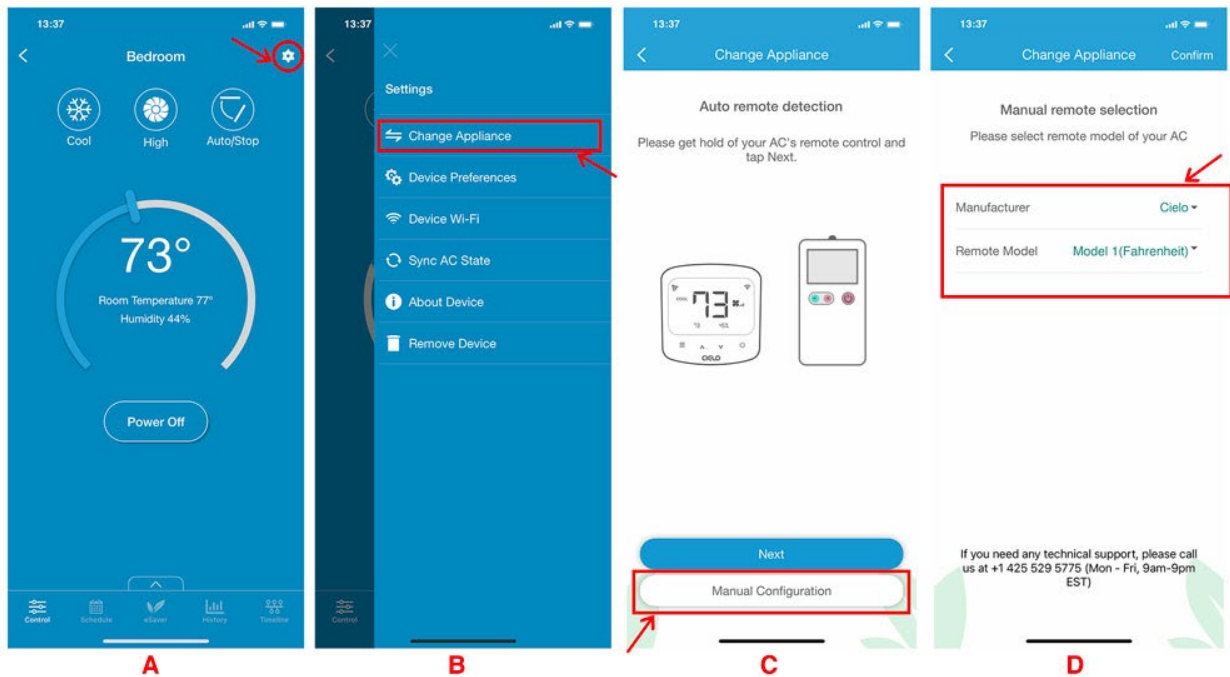 13:37
Bedroom
Cool
High
Auto/Stop
73°
Room Temperature 77°
Humidity 44%
Power Off
Control
Schedule
eSaver
History
Timeline
A
13:37
Settings
Change Appliance
Device Preferences
Device Wi-Fi
Sync AC State
About Device
Remove Device
Control
B
13:37
Change Appliance
Auto remote detection
Please get hold of your AC's remote control and
tap Next.
73
CIELO
Next
Manual Configuration
C
13:37
Change Appliance
Confirm
Manual remote selection
Please select remote model of your AC
Manufacturer
Cielo
Remote Model
Model 1(Fahrenheit)
If you need any technical support, please call
us at +1 425 529 5775 (Mon - Fri, 9am-9pm
EST)
D